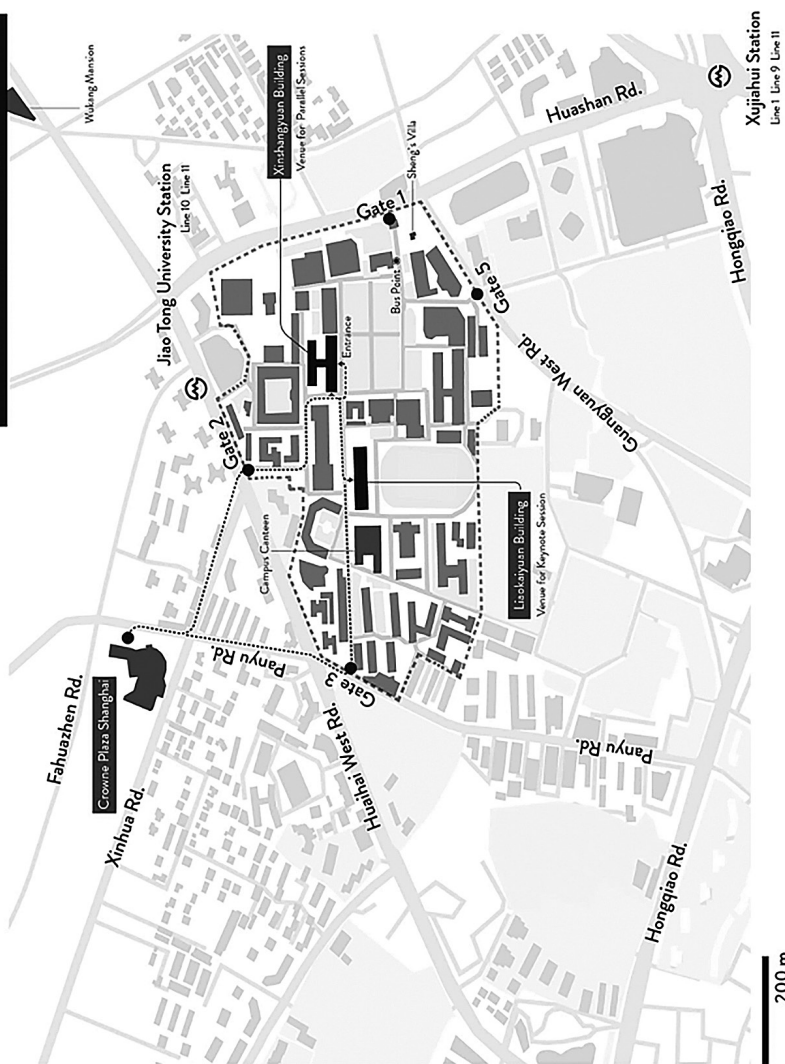 Wukang Mansion
Xinshangyuan Building
Venue for Parallel Sessions
Xujiahui Station
Line 1 Line 9 Line 11
Huashan Rd.
Jiao Tong University Station
Line 10 Line 11
Gate 1
Sheng's Villa
Hongqiao Rd.
Bus Point
Gate 5
Entrance
Guangyuan West Rd.
Gate 2
Campus Canteen
Liaokaiyuan Building
Venue for Keynote Session
Crowne Plaza Shanghai
Fahuazhen Rd.
Panyu Rd.
Gate 3
Xinhua Rd.
Huaihai West Rd.
Panyu Rd.
Hongqiao Rd.
200 m